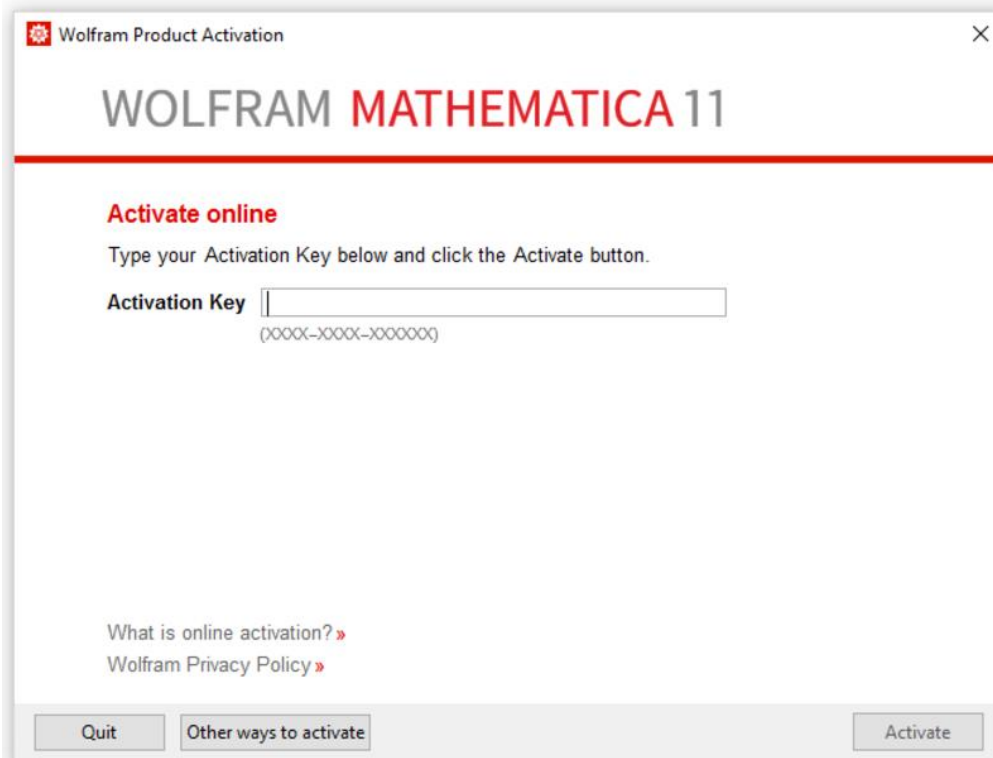 Wolfram Product Activation
WOLFRAM MATHEMATICA 11
Activate online
Type your Activation Key below and click the Activate button.
Activation Key
(XXXX–XXXX–XXXXXX)
What is online activation? »
Wolfram Privacy Policy »
Quit Other ways to activate Activate